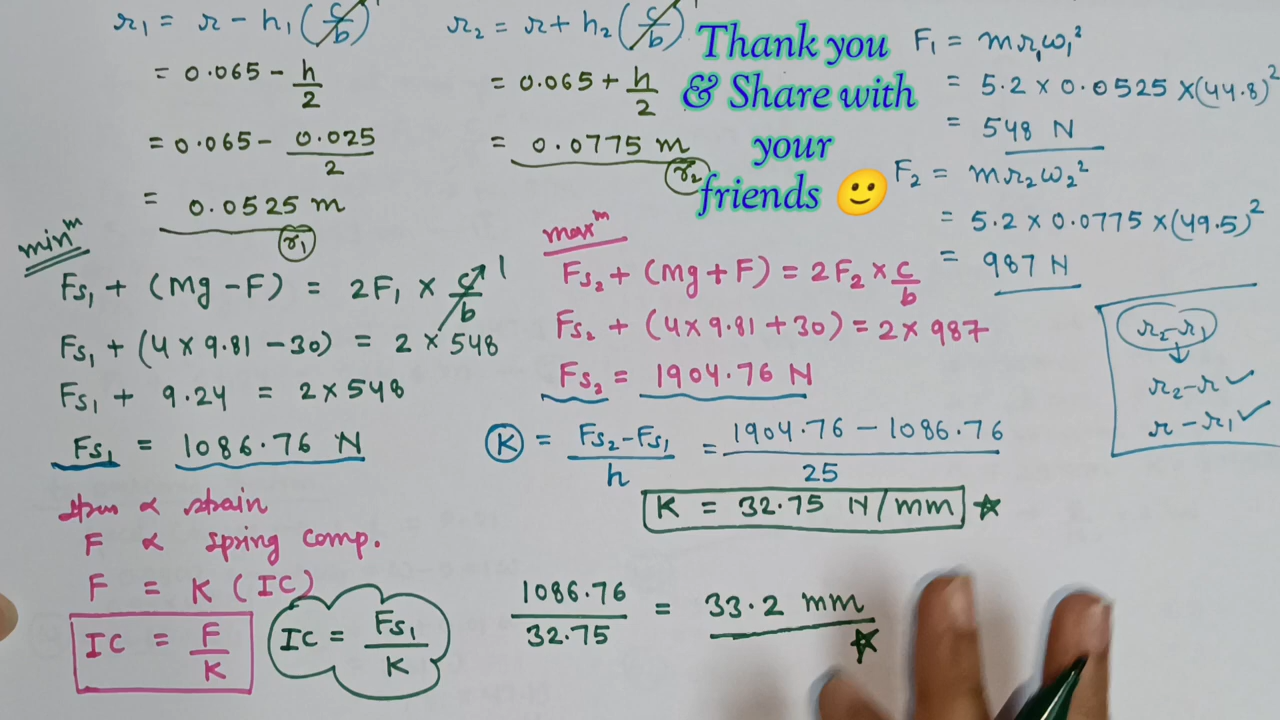 r₁ = r - h₁ (c/b) 1
= 0.065 - h/2
= 0.065 - 0.025/2
= 0.0525 m
r₁
r₂ = r + h₂ (c/b) 1
= 0.065 + h/2
= 0.0775 m
r₂
Thank you
& Share with
your
friends 🙂
F₁ = mr₁ω₁²
= 5.2 × 0.0525 × (44.8)²
= 548 N
F₂ = mr₂ω₂²
= 5.2 × 0.0775 × (49.5)²
= 987 N
minᵐ
Fs₁ + (Mg - F) = 2F₁ × c/b 1
Fs₁ + (4 × 9.81 - 30) = 2 × 548
Fs₁ + 9.24 = 2 × 548
Fs₁ = 1086.76 N
maxᵐ
Fs₂ + (Mg + F) = 2F₂ × c/b
Fs₂ + (4 × 9.81 + 30) = 2 × 987
Fs₂ = 1904.76 N
K = Fs₂ - Fs₁/h = 1904.76 - 1086.76/25
K = 32.75 N/mm ☆
r₂ - r₁
↓
r₂ - r ✓
r - r₁ ✓
∝ strain
F ∝ spring comp.
F = K (IC)
IC = F/K
IC = Fs₁/K
1086.76/32.75 = 33.2 mm
☆